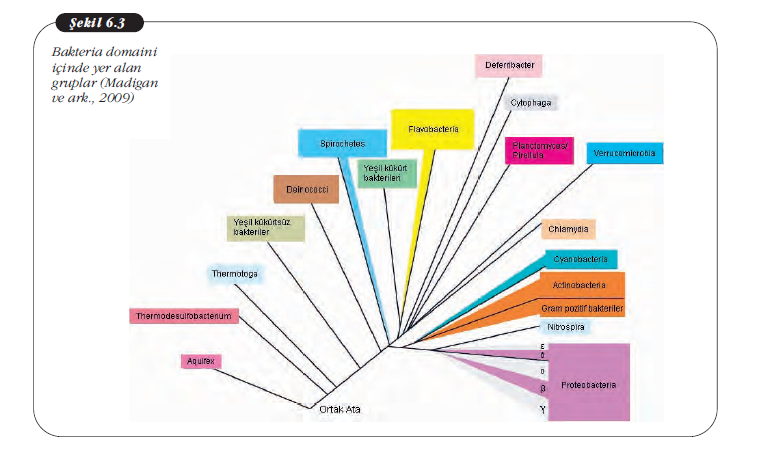 Şekil 6.3
Bakteria domaini
içinde yer alan
gruplar (Madigan
ve ark., 2009)
Deferribacter
Cytophaga
Flavobacteria
Spirochetes
Planctomyces/
Pirellula
Verrucomicrobia
Yeşil kükürt
bakterileri
Deinococci
Yeşil kükürtsüz
bakteriler
Chlamydia
Cyanobacteria
Thermotoga
Actinobacteria
Gram pozitif bakteriler
Thermodesulfobacterium
Nitrospira
ε
Aquifex
Proteobacteria
β
γ
Ortak Ata